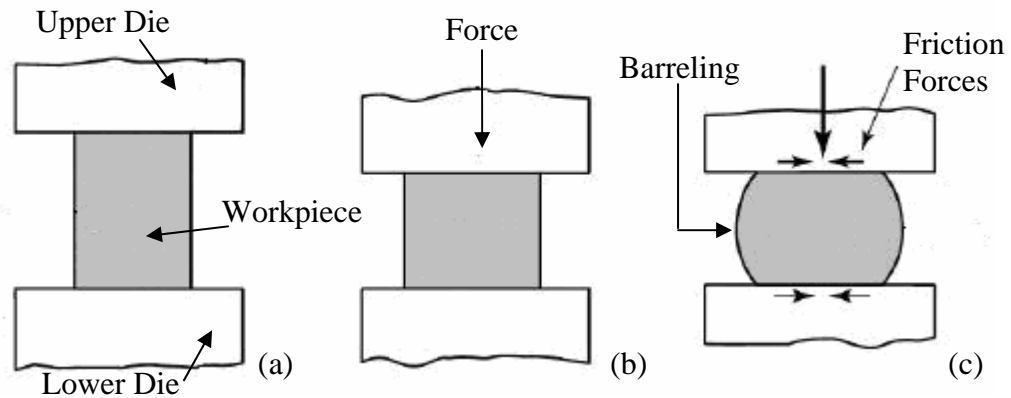 Upper Die
Workpiece
Lower Die
(a)
Force
(b)
Barreling
Friction
Forces
(c)